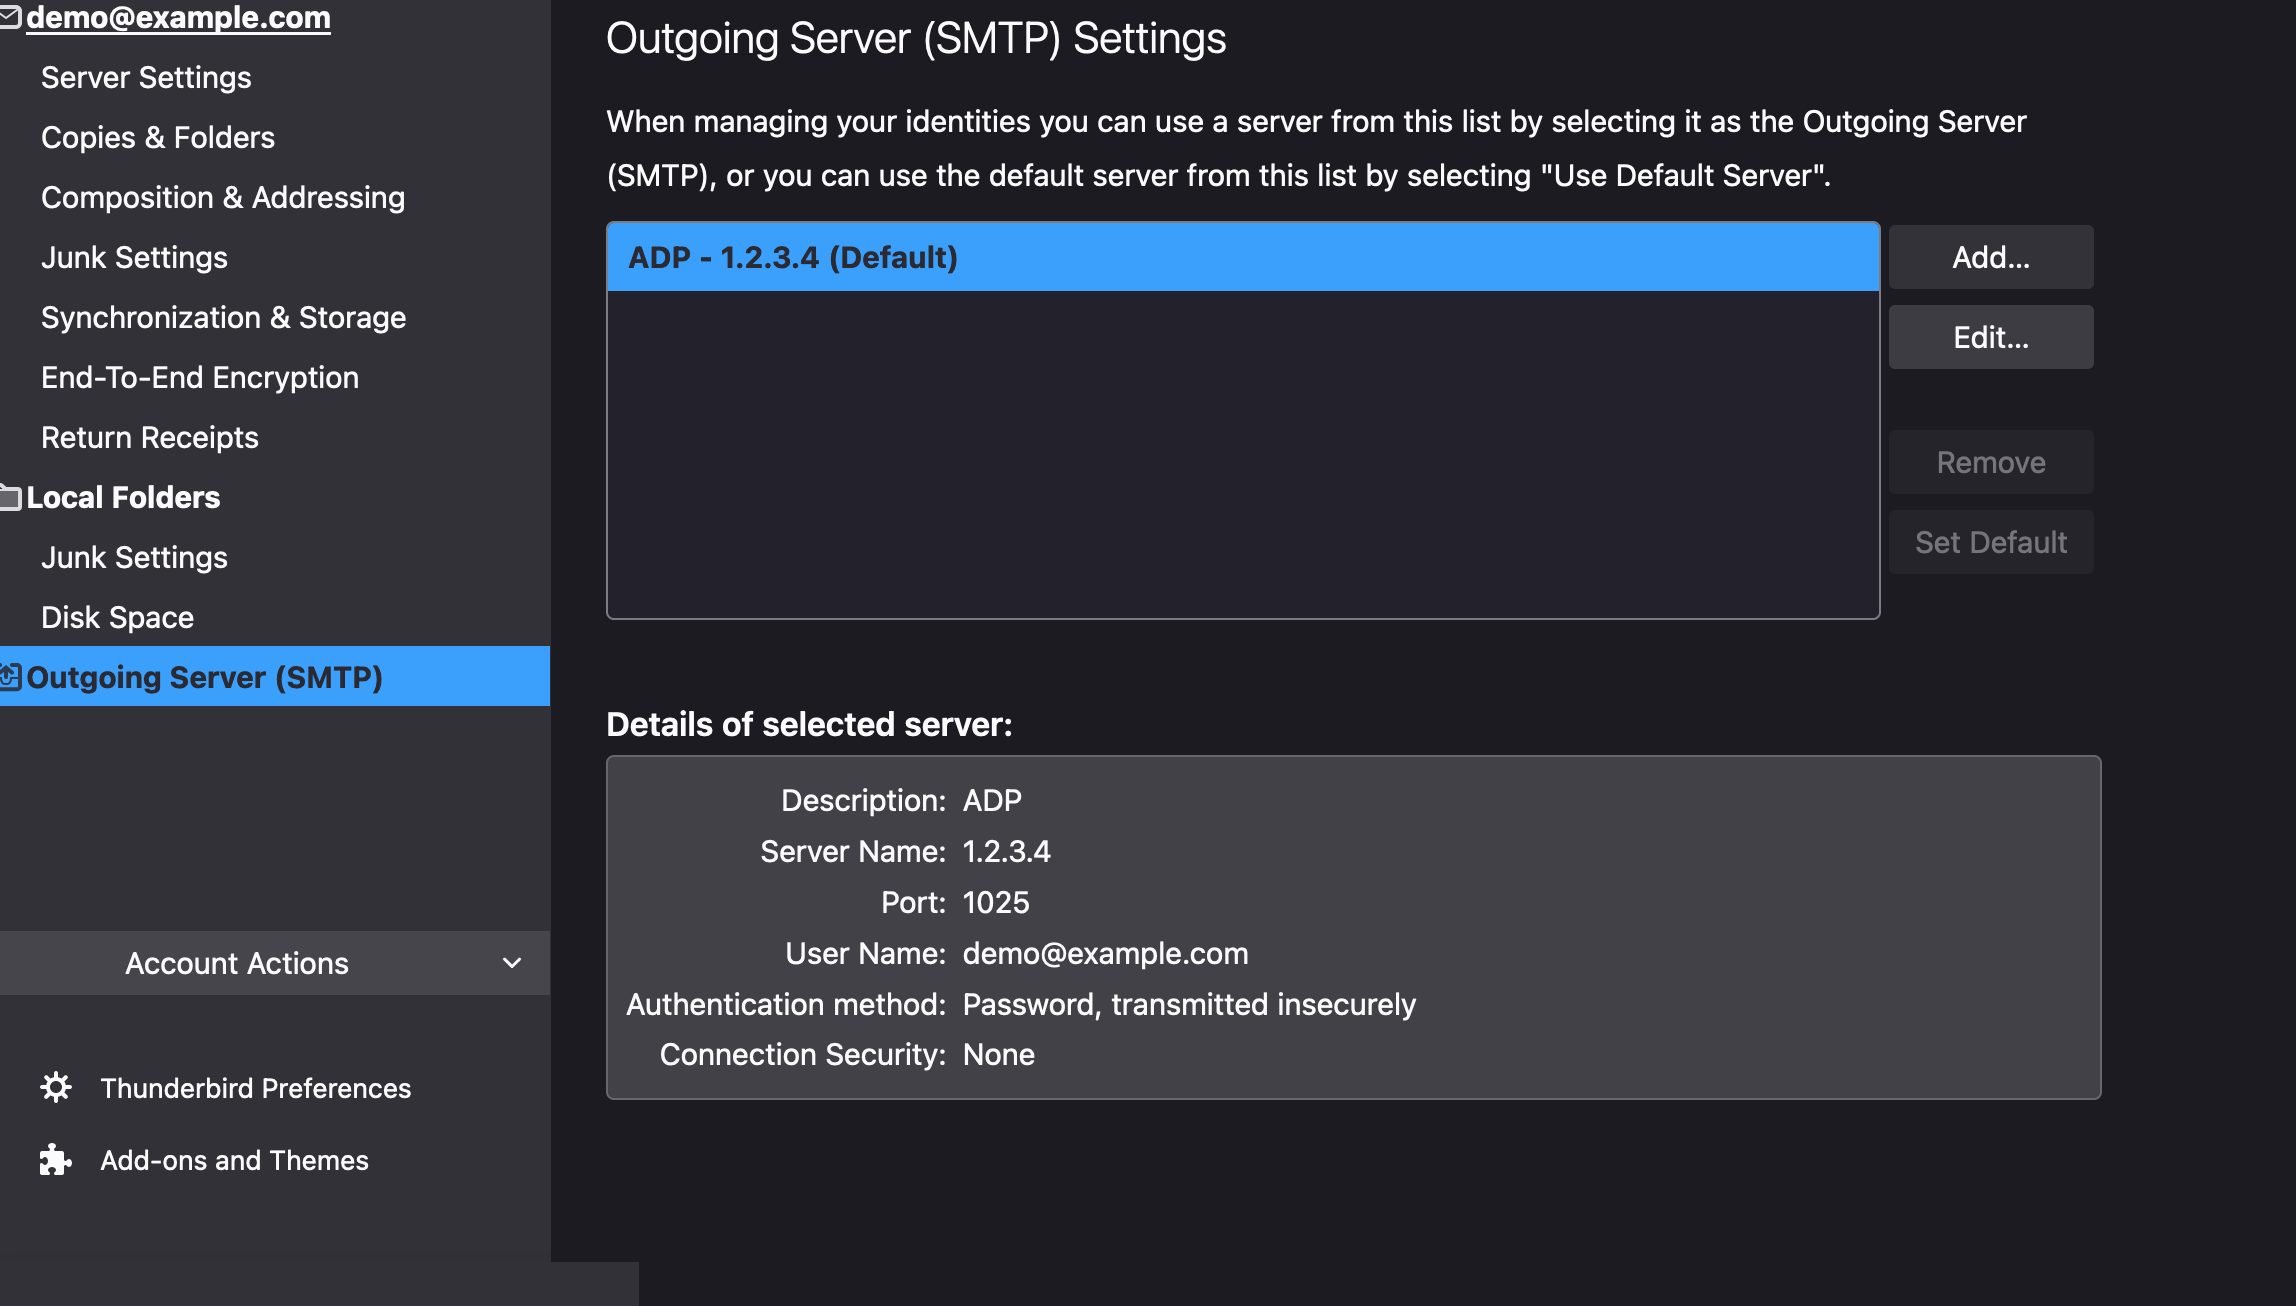 demo@example.com
Server Settings
Copies & Folders
Composition & Addressing
Junk Settings
Synchronization & Storage
End-To-End Encryption
Return Receipts
Local Folders
Junk Settings
Disk Space
Outgoing Server (SMTP)
Account Actions
Thunderbird Preferences
Add-ons and Themes
Outgoing Server (SMTP) Settings
When managing your identities you can use a server from this list by selecting it as the Outgoing Server
(SMTP), or you can use the default server from this list by selecting "Use Default Server".
ADP - 1.2.3.4 (Default)
Add...
Edit...
Remove
Set Default
Details of selected server:
Description: ADP
Server Name: 1.2.3.4
Port: 1025
User Name: demo@example.com
Authentication method: Password, transmitted insecurely
Connection Security: None